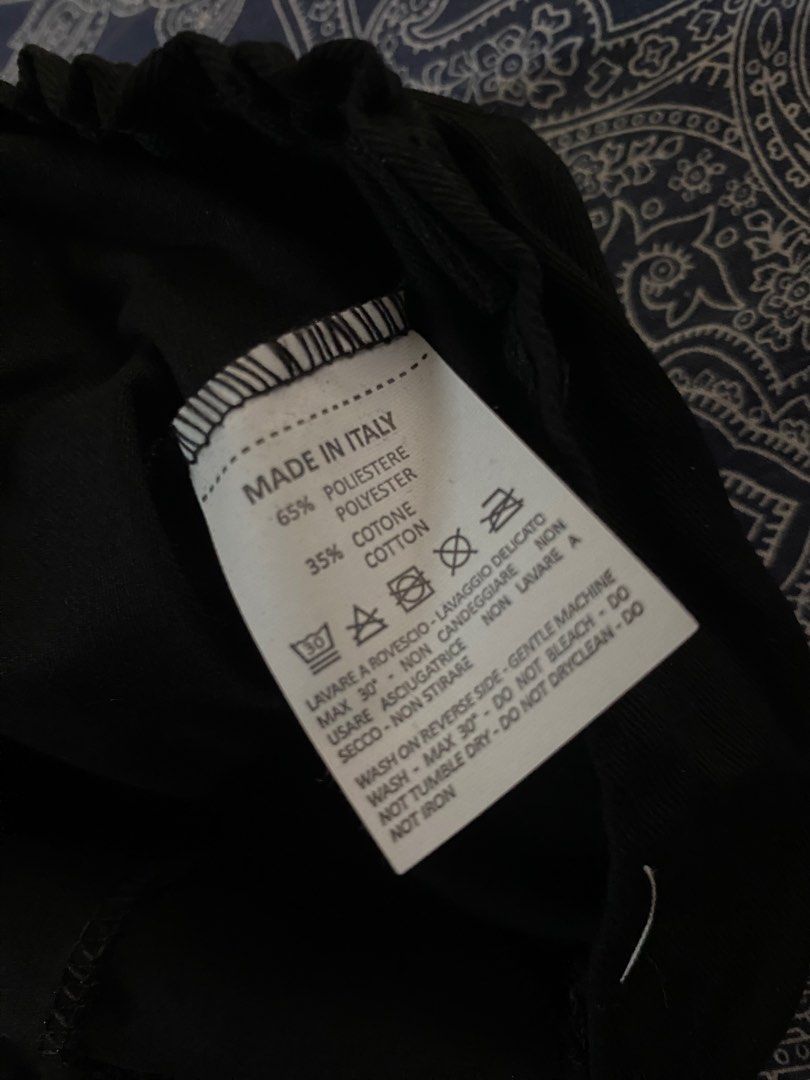 MADE IN ITALY
65% POLIESTERE
POLYESTER
35% COTONE
COTTON
30
LAVARE A ROVESCIO - LAVAGGIO DELICATO
MAX 30° - NON CANDEGGIARE NON
USARE ASCIUGATRICE NON LAVARE A
SECCO - NON STIRARE
WASH ON REVERSE SIDE - GENTLE MACHINE
WASH - MAX 30° - DO NOT BLEACH - DO
NOT TUMBLE DRY - DO NOT DRYCLEAN - DO
NOT IRON